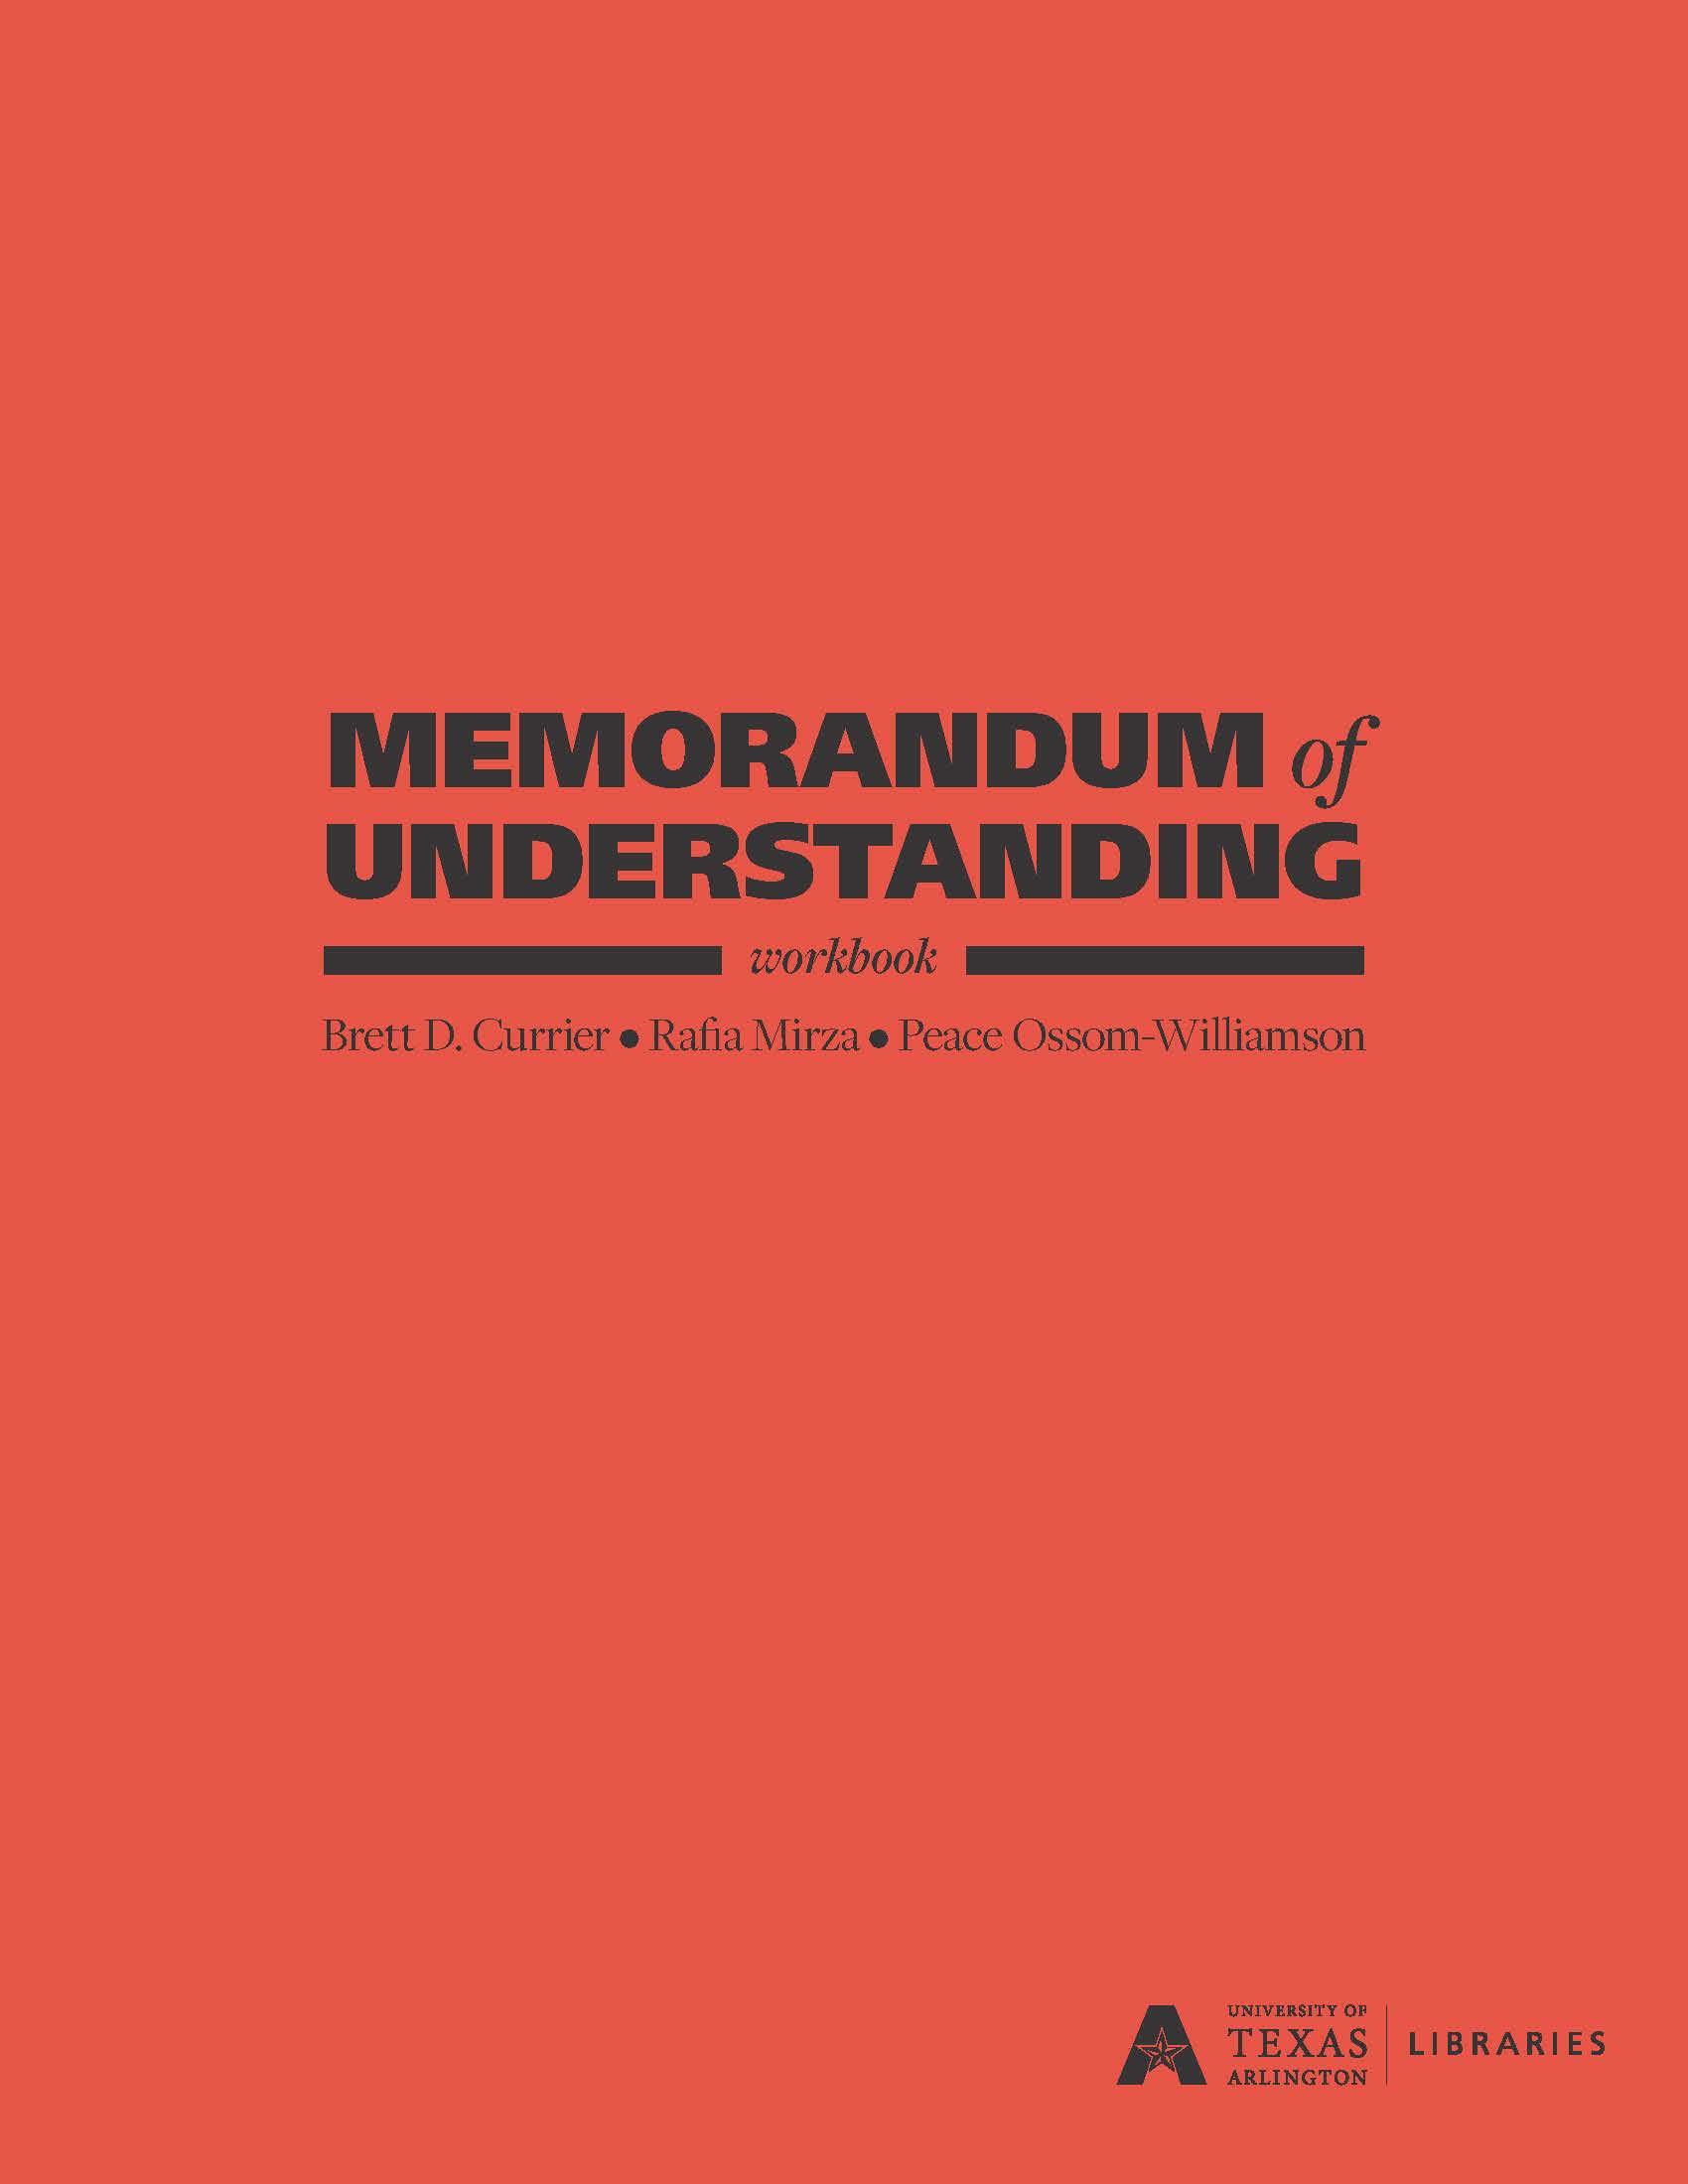 MEMORANDUM of
UNDERSTANDING
workbook
Brett D. Currier ● Rafia Mirza ● Peace Ossom-Williamson
UNIVERSITY OF
TEXAS
ARLINGTON
LIBRARIES